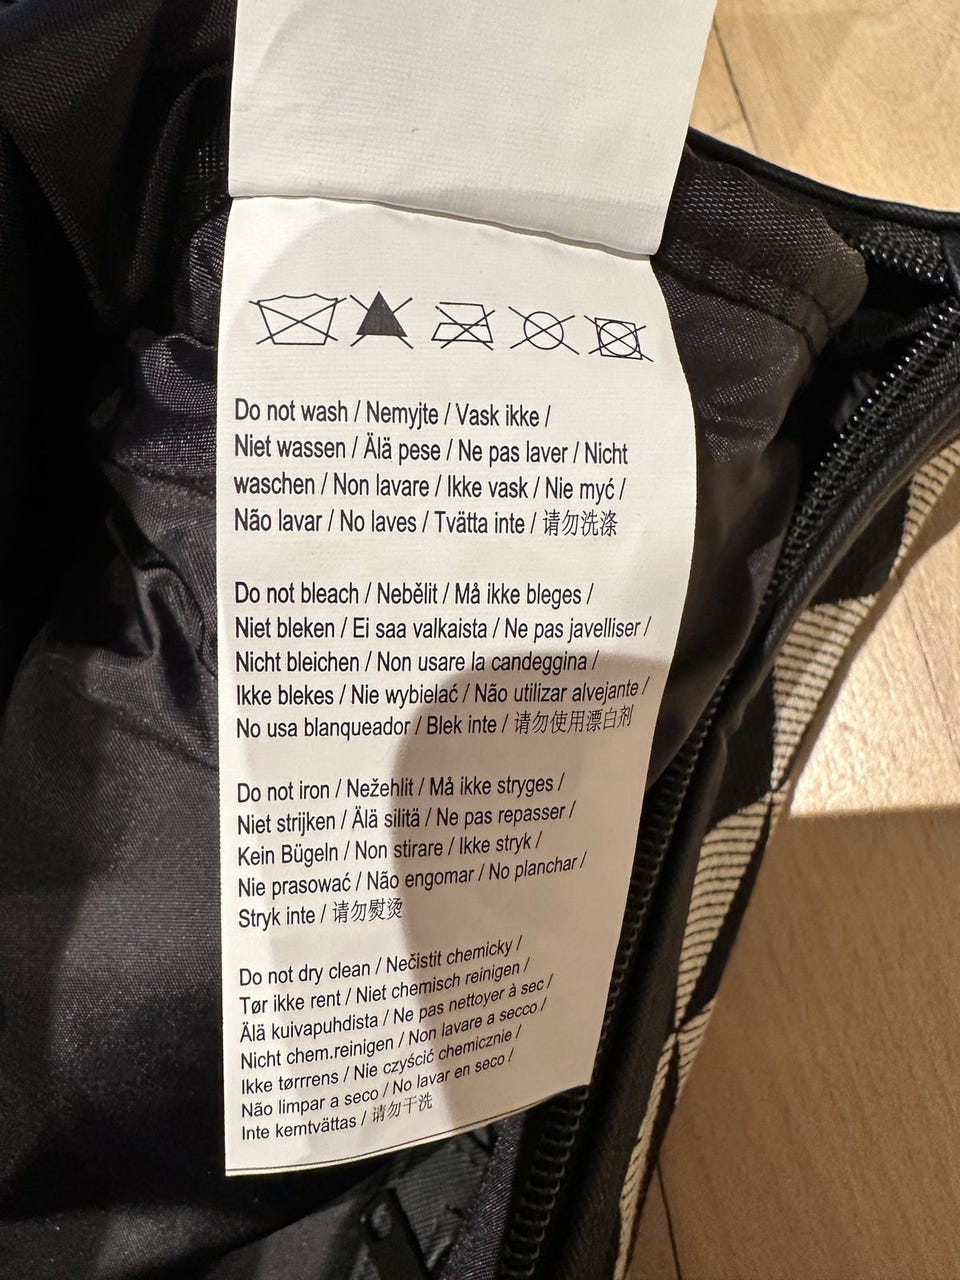 Do not wash / Nemyjte / Vask ikke /
Niet wassen / Älä pese / Ne pas laver / Nicht
waschen / Non lavare / Ikke vask / Nie myć /
Não lavar / No laves / Tvätta inte / 请勿洗涤
Do not bleach / Nebělit / Må ikke bleges /
Niet bleken / Ei saa valkaista / Ne pas javelliser /
Nicht bleichen / Non usare la candeggina /
Ikke blekes / Nie wybielać / Não utilizar alvejante /
No usa blanqueador / Blek inte / 请勿使用漂白剂
Do not iron / Nežehlit / Må ikke stryges /
Niet strijken / Älä silitä / Ne pas repasser /
Kein Bügeln / Non stirare / Ikke stryk /
Nie prasować / Não engomar / No planchar /
Stryk inte / 请勿熨烫
Do not dry clean / Nečistit chemicky /
Tør ikke rent / Niet chemisch reinigen /
Älä kuivapuhdista / Ne pas nettoyer à sec /
Nicht chem.reinigen / Non lavare a secco /
Ikke tørrrens / Nie czyścić chemicznie /
Não limpar a seco / No lavar en seco /
Inte kemtvättas / 请勿干洗